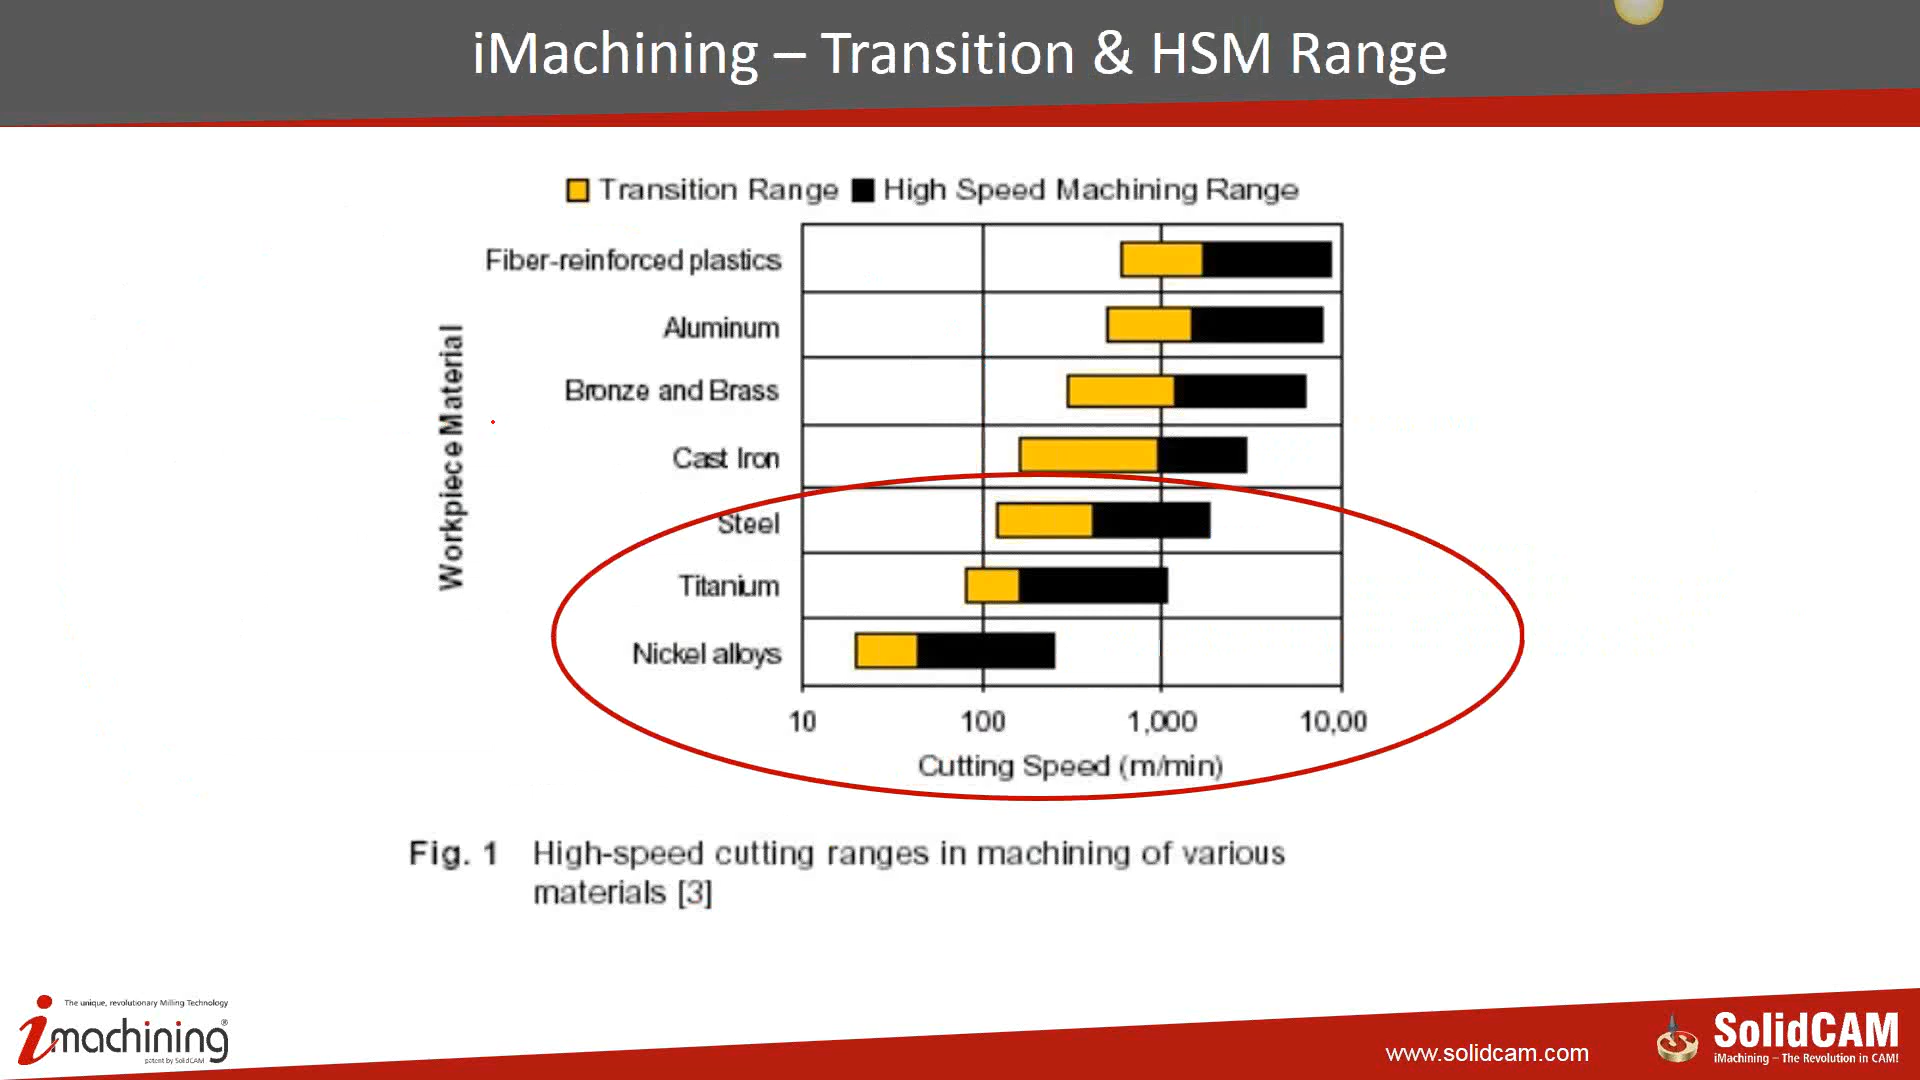 iMachining – Transition & HSM Range
Transition Range High Speed Machining Range
Workpiece Material
Fiber-reinforced plastics
Aluminum
Bronze and Brass
Cast Iron
Steel
Titanium
Nickel alloys
10 100 1,000 10,00
Cutting Speed (m/min)
Fig. 1 High-speed cutting ranges in machining of various
materials [3]
The unique, revolutionary Milling Technology
imachining®
patent by SolidCAM
www.solidcam.com
SolidCAM
iMachining – The Revolution in CAM!